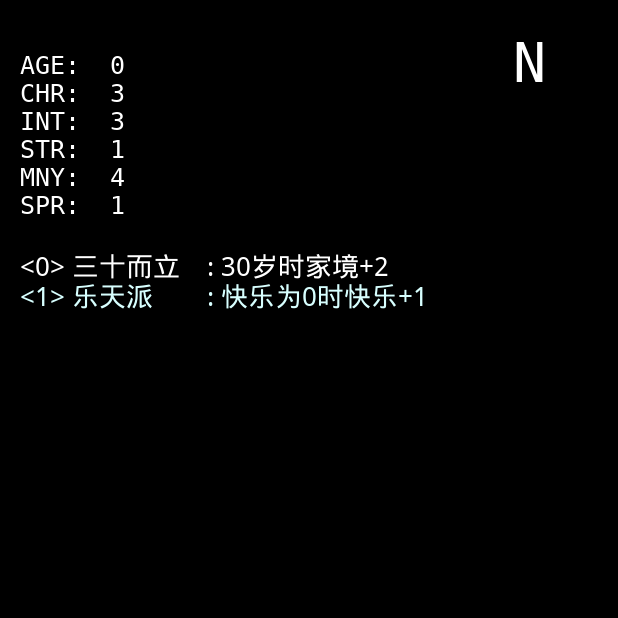 N
AGE: 0
CHR: 3
INT: 3
STR: 1
MNY: 4
SPR: 1
<0> 三十而立 : 30岁时家境+2
<1> 乐天派 : 快乐为0时快乐+1